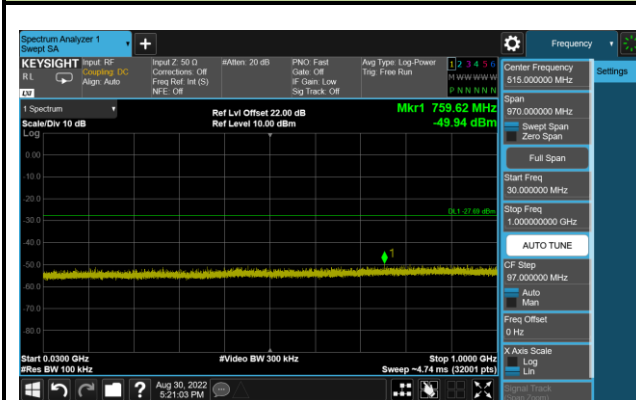 Spectrum Analyzer 1
Swept SA
Frequency
KEYSIGHT
R L
Input: RF
Coupling: DC
Align: Auto
Input Z: 50 Ω
Corrections: Off
Freq Ref: Int (S)
NFE: Off
#Atten: 20 dB
PNO: Fast
Gate: Off
IF Gain: Low
Sig Track: Off
Avg Type: Log-Power
Trig: Free Run
1 2 3 4 5 6
M W W W W W
P N N N N N
Center Frequency
515.000000 MHz
Settings
1 Spectrum
Scale/Div 10 dB
Log
Ref Lvl Offset 22.00 dB
Ref Level 10.00 dBm
Mkr1 759.62 MHz
-49.94 dBm
Span
970.000000 MHz
Swept Span
Zero Span
Full Span
Start Freq
30.000000 MHz
Stop Freq
1.000000000 GHz
AUTO TUNE
CF Step
97.000000 MHz
Auto
Man
Freq Offset
0 Hz
X Axis Scale
Log
Lin
Signal Track
(Span Zoom)
0.00
-10.0
-20.0
-30.0
-40.0
-50.0
-60.0
-70.0
-80.0
1
Start 0.0300 GHz
#Res BW 100 kHz
#Video BW 300 kHz
Stop 1.0000 GHz
Sweep ~4.74 ms (32001 pts)
?
Aug 30, 2022
5:21:03 PM